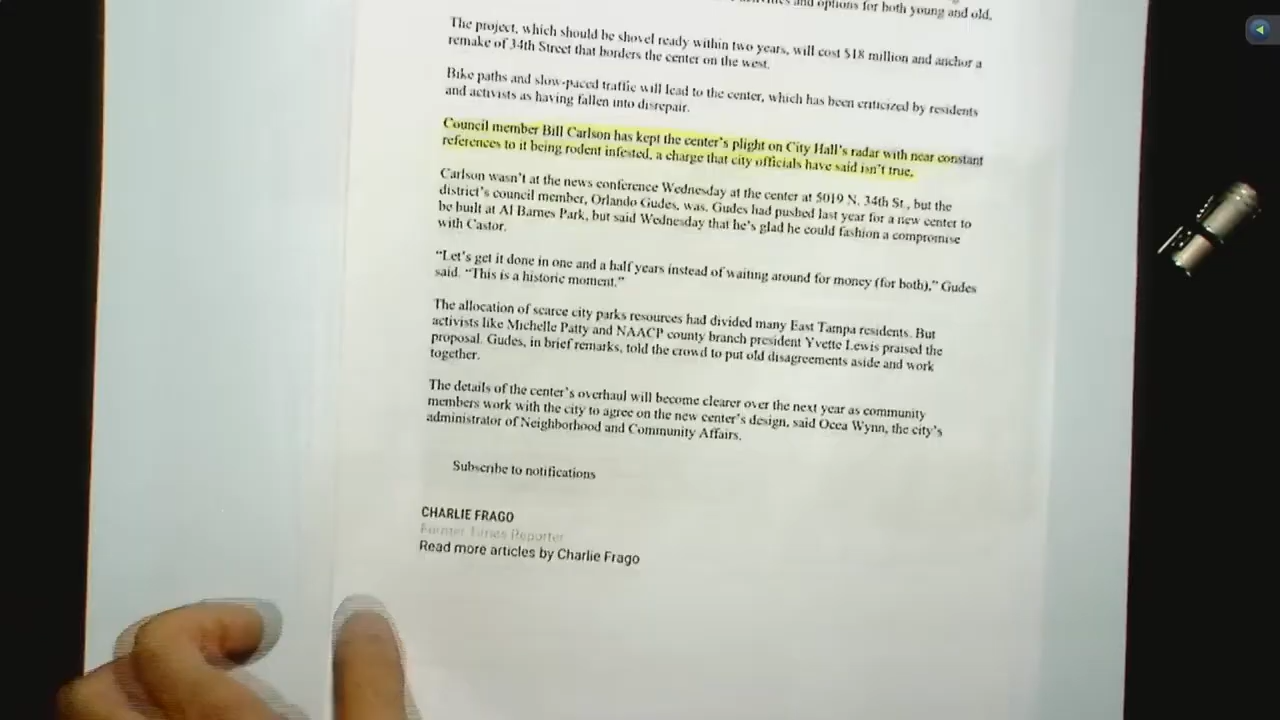 and options for both young and old.
The project, which should be shovel ready within two years, will cost $18 million and anchor a
remake of 34th Street that borders the center on the west.
Bike paths and slow-paced traffic will lead to the center, which has been criticized by residents
and activists as having fallen into disrepair.
Council member Bill Carlson has kept the center's plight on City Hall's radar with near constant
references to it being rodent infested, a charge that city officials have said isn't true.
Carlson wasn't at the news conference Wednesday at the center at 5019 N. 34th St., but the
district's council member, Orlando Gudes, was. Gudes had pushed last year for a new center to
be built at Al Barnes Park, but said Wednesday that he's glad he could fashion a compromise
with Castor.
“Let's get it done in one and a half years instead of waiting around for money (for both),” Gudes
said. “This is a historic moment.”
The allocation of scarce city parks resources had divided many East Tampa residents. But
activists like Michelle Patty and NAACP county branch president Yvette Lewis praised the
proposal. Gudes, in brief remarks, told the crowd to put old disagreements aside and work
together.
The details of the center's overhaul will become clearer over the next year as community
members work with the city to agree on the new center's design, said Ocea Wynn, the city's
administrator of Neighborhood and Community Affairs.
Subscribe to notifications
CHARLIE FRAGO
Former Times Reporter
Read more articles by Charlie Frago